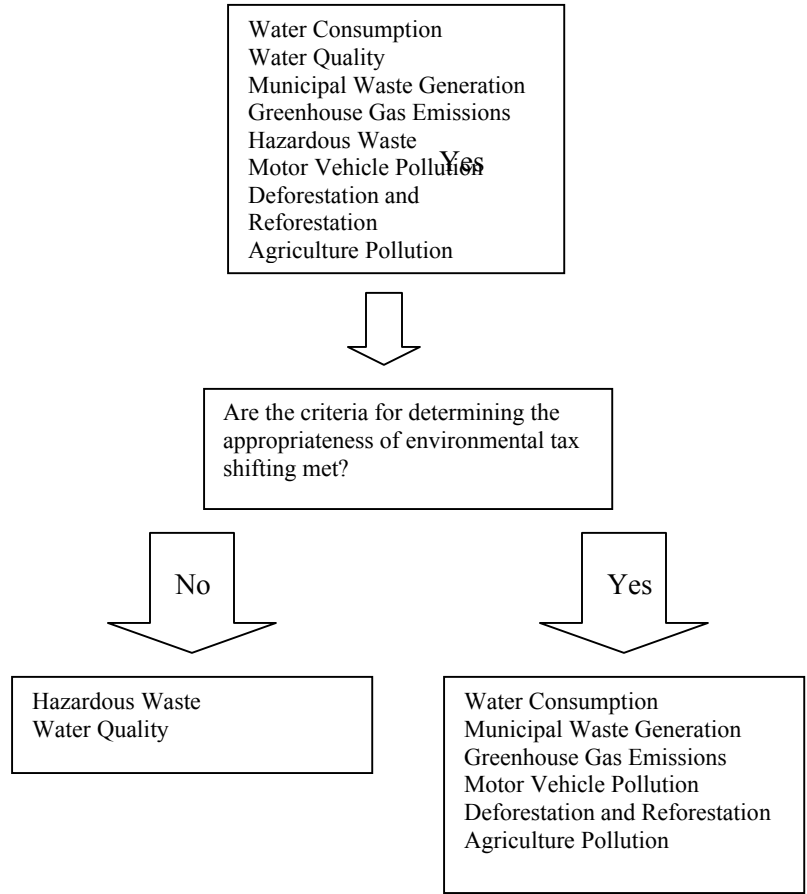 Water Consumption
Water Quality
Municipal Waste Generation
Greenhouse Gas Emissions
Hazardous Waste
Yes
Motor Vehicle Pollution
Deforestation and
Reforestation
Agriculture Pollution
Are the criteria for determining the
appropriateness of environmental tax
shifting met?
No
Yes
Hazardous Waste
Water Quality
Water Consumption
Municipal Waste Generation
Greenhouse Gas Emissions
Motor Vehicle Pollution
Deforestation and Reforestation
Agriculture Pollution